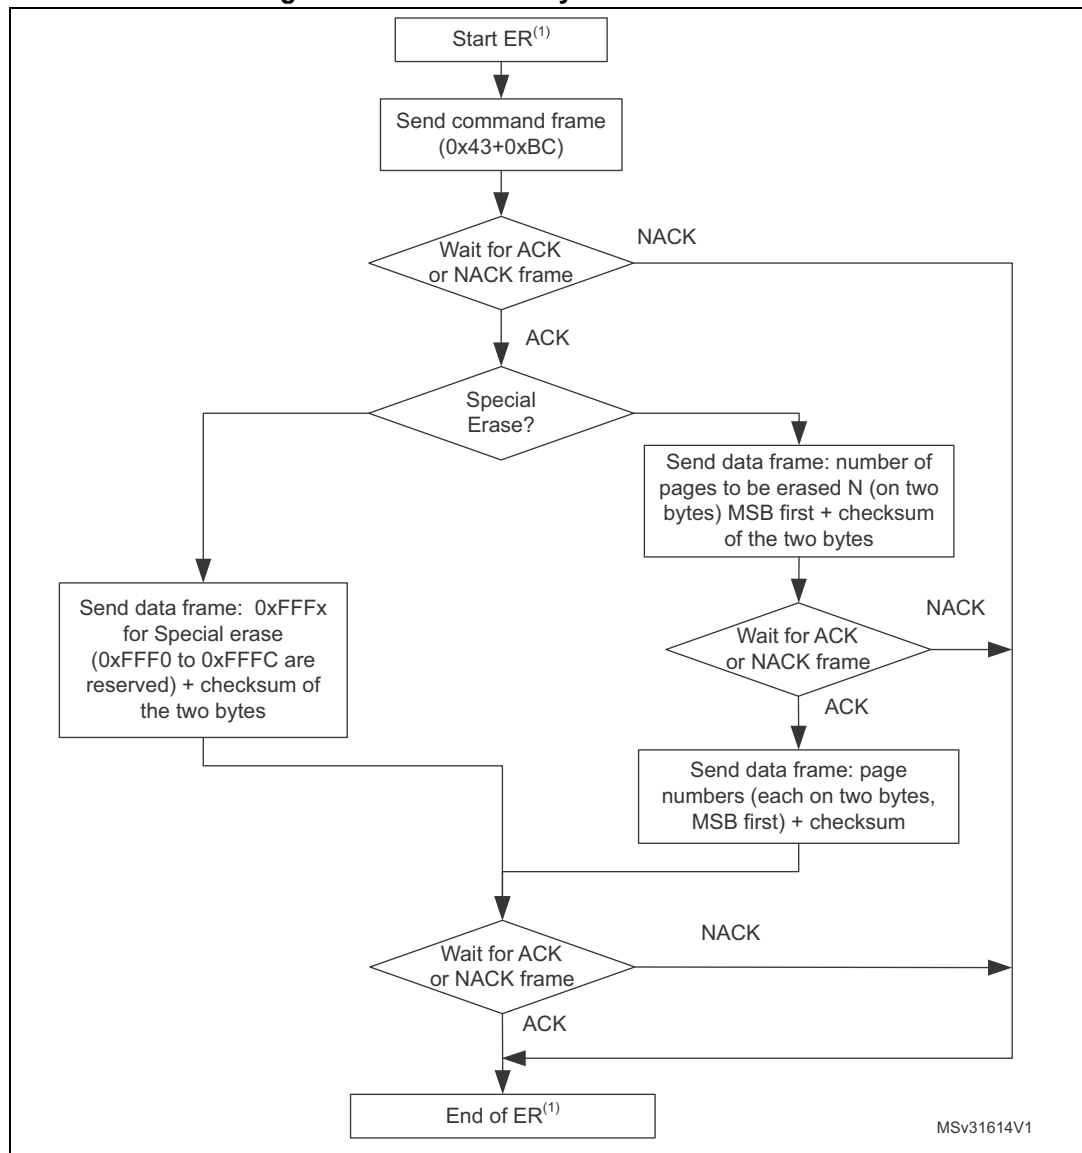 Start ER(1)
Send command frame
(0x43+0xBC)
Wait for ACK
or NACK frame
NACK
ACK
Special
Erase?
Send data frame: number of
pages to be erased N (on two
bytes) MSB first + checksum
of the two bytes
Send data frame: 0xFFFx
for Special erase
(0xFFF0 to 0xFFFC are
reserved) + checksum of
the two bytes
Wait for ACK
or NACK frame
NACK
ACK
Send data frame: page
numbers (each on two bytes,
MSB first) + checksum
Wait for ACK
or NACK frame
NACK
ACK
End of ER(1)
MSv31614V1